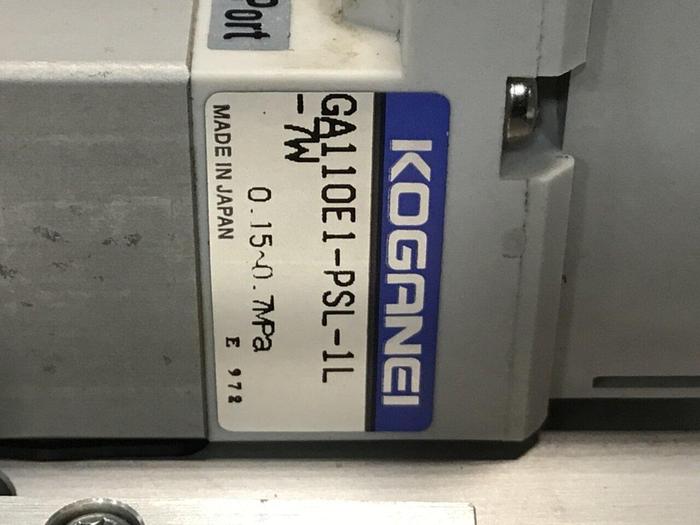 Port
KOGANEI
GA110E1-PSL-1L
-7W
0.15~0.7MPa
MADE IN JAPAN
E 978